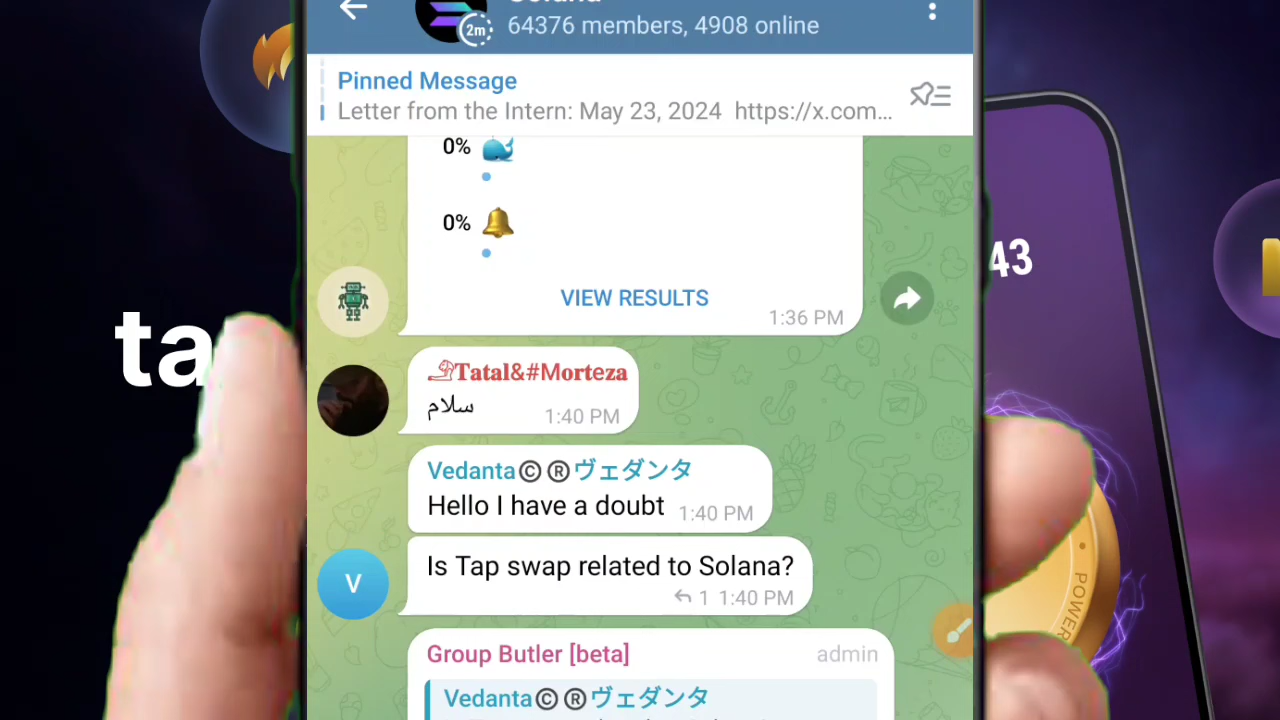 64376 members, 4908 online
2m
Pinned Message
Letter from the Intern: May 23, 2024 https://x.com...
0%
0%
VIEW RESULTS
1:36 PM
Tatal&#Morteza
سلام
1:40 PM
Vedanta©®ヴェダンタ
Hello I have a doubt
1:40 PM
Is Tap swap related to Solana?
1 1:40 PM
V
Group Butler [beta]
admin
Vedanta©®ヴェダンタ
ta
43
POWER